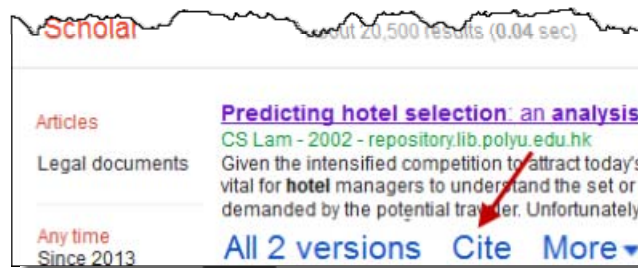 Scholar
About 20,500 results (0.04 sec)
Articles
Legal documents
Any time
Since 2013
Predicting hotel selection: an analysis
CS Lam - 2002 - repository.lib.polyu.edu.hk
Given the intensified competition to attract today's
vital for hotel managers to understand the set or
demanded by the potential traveler. Unfortunately
All 2 versions Cite More